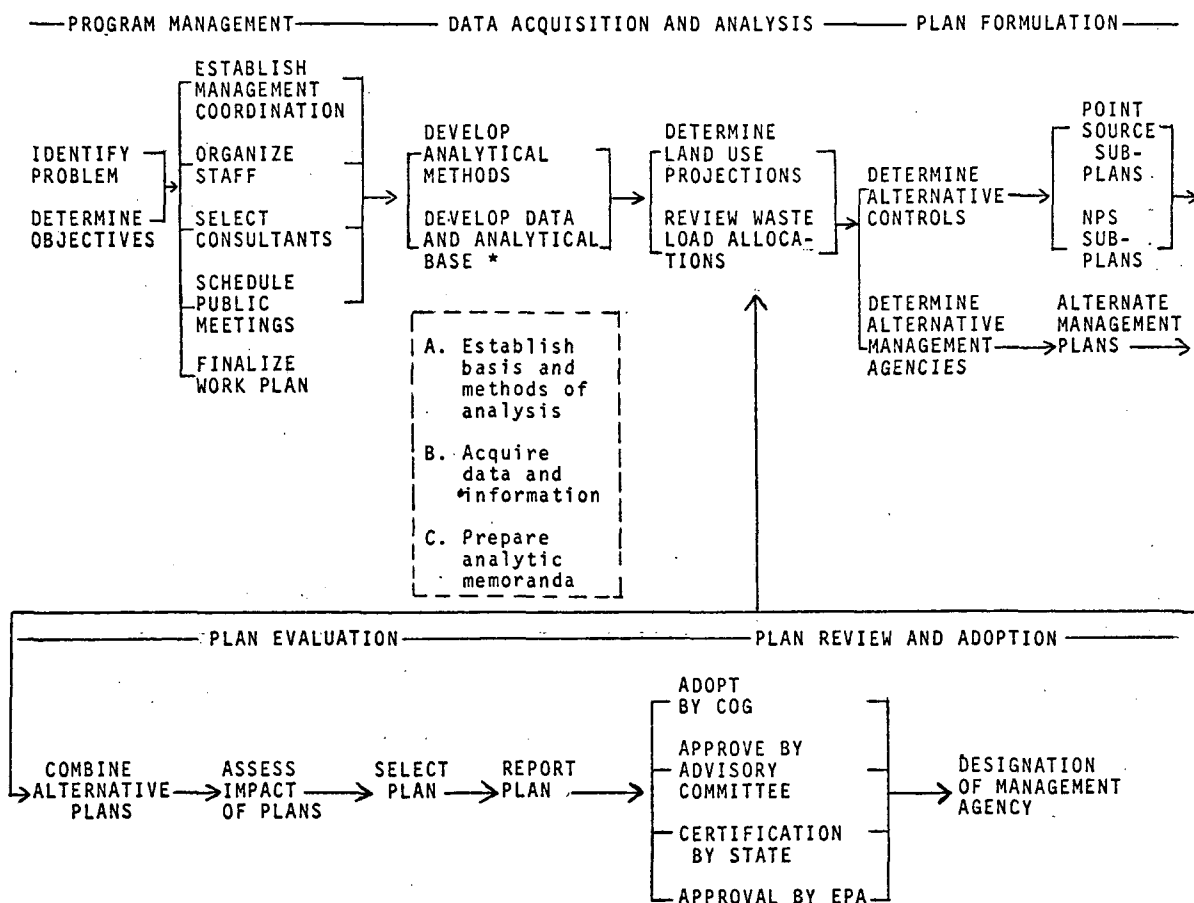 PROGRAM MANAGEMENT
DATA ACQUISITION AND ANALYSIS
PLAN FORMULATION
IDENTIFY
PROBLEM
DETERMINE
OBJECTIVES
ESTABLISH
MANAGEMENT
COORDINATION
ORGANIZE
STAFF
SELECT
CONSULTANTS
SCHEDULE
PUBLIC
MEETINGS
FINALIZE
WORK PLAN
DEVELOP
ANALYTICAL
METHODS
DEVELOP DATA
AND ANALYTICAL
BASE *
A. Establish
basis and
methods of
analysis
B. Acquire
data and
information
C. Prepare
analytic
memoranda
DETERMINE
LAND USE
PROJECTIONS
REVIEW WASTE
LOAD ALLOCA-
TIONS
DETERMINE
ALTERNATIVE
CONTROLS
DETERMINE
ALTERNATIVE
MANAGEMENT
AGENCIES
POINT
SOURCE
SUB-
PLANS
NPS
SUB-
PLANS
ALTERNATE
MANAGEMENT
PLANS
PLAN EVALUATION
PLAN REVIEW AND ADOPTION
COMBINE
ALTERNATIVE
PLANS
ASSESS
IMPACT
OF PLANS
SELECT
PLAN
REPORT
PLAN
ADOPT
BY COG
APPROVE BY
ADVISORY
COMMITTEE
CERTIFICATION
BY STATE
APPROVAL BY EPA
DESIGNATION
OF MANAGEMENT
AGENCY